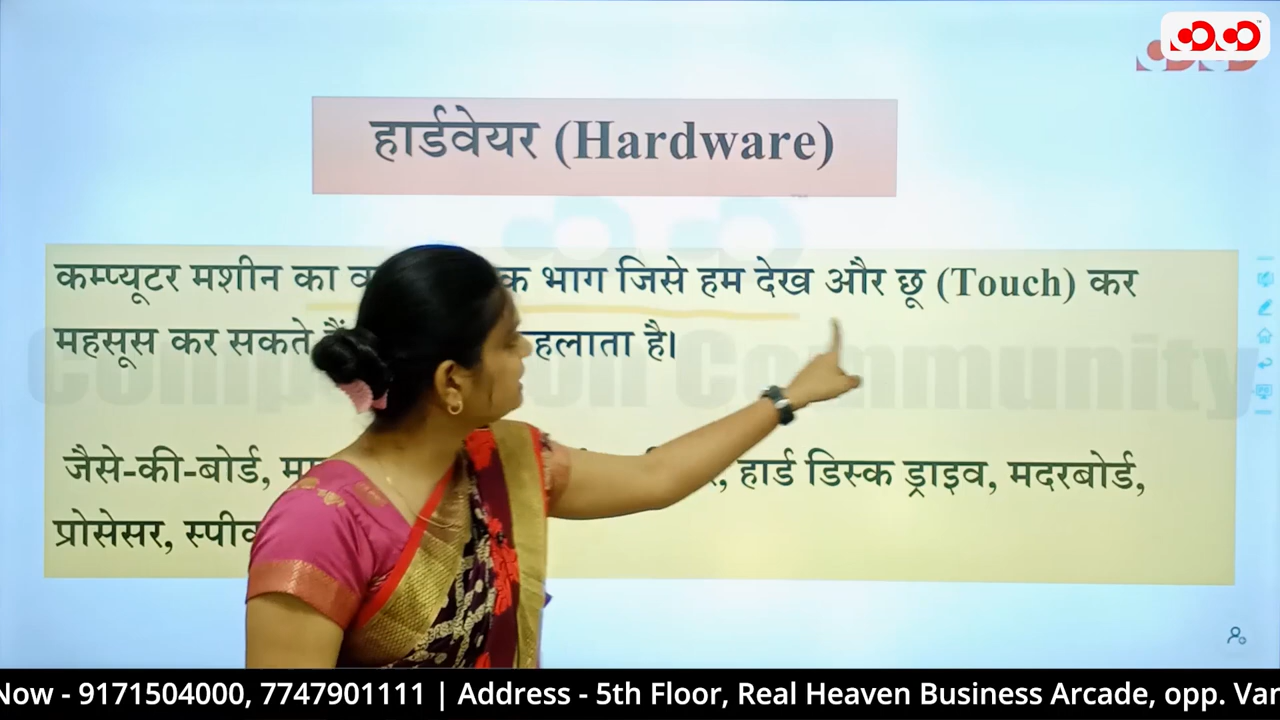 हार्डवेयर (Hardware)
कम्प्यूटर मशीन का भाग जिसे हम देख और छू (Touch) कर
महसूस कर सकते है।
जैसे-की-बोर्ड, हार्ड डिस्क ड्राइव, मदरबोर्ड,
प्रोसेसर,
Community
Now - 9171504000, 7747901111 | Address - 5th Floor, Real Heaven Business Arcade, opp.